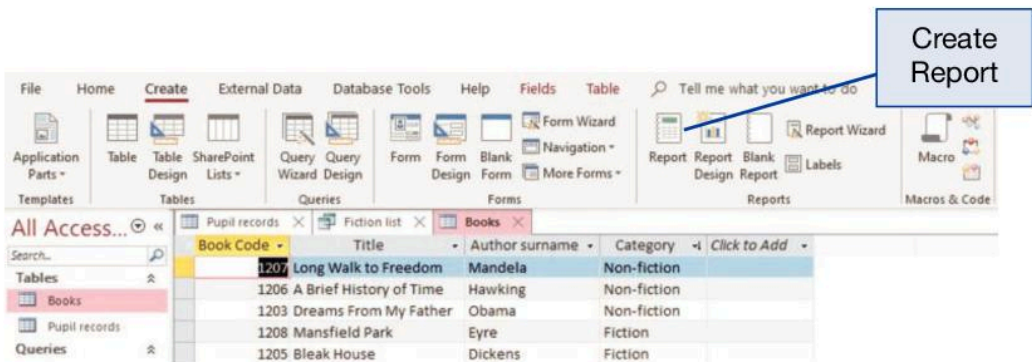 Create
Report
File Home Create External Data Database Tools Help Fields Table Tell me what you want to do
Application
Parts
Table
Table
Design
SharePoint
Lists
Query
Wizard
Query
Design
Form
Form
Design
Blank
Form
Form Wizard
Navigation
More Forms
Report
Report
Design
Blank
Report
Report Wizard
Labels
Macro
Templates Tables Queries Forms Reports Macros & Code
All Access...
Search...
Tables
Books
Pupil records
Queries
Pupil records Fiction list Books
Book Code Title Author surname Category Click to Add
1207 Long Walk to Freedom Mandela Non-fiction
1206 A Brief History of Time Hawking Non-fiction
1203 Dreams From My Father Obama Non-fiction
1208 Mansfield Park Eyre Fiction
1205 Bleak House Dickens Fiction